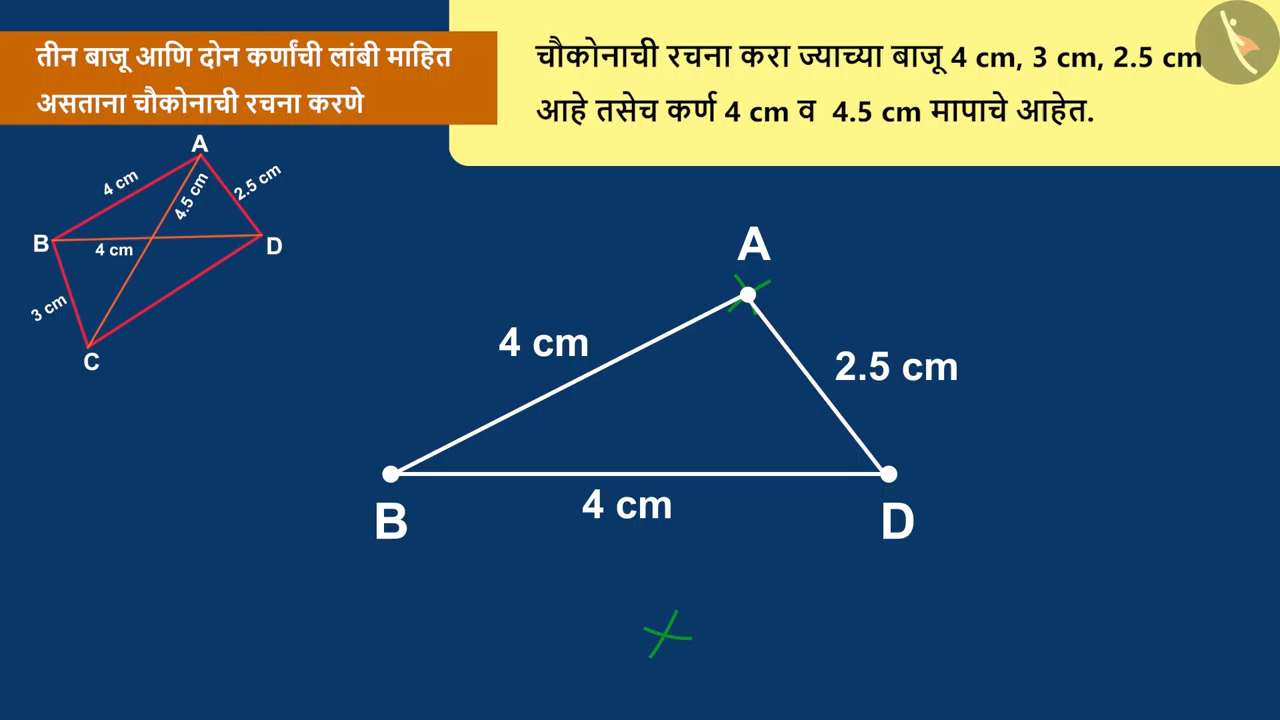 तीन बाजू आणि दोन कर्णांची लांबी माहित
असताना चौकोनाची रचना करणे
चौकोनाची रचना करा ज्याच्या बाजू 4 cm, 3 cm, 2.5 cm
आहे तसेच कर्ण 4 cm व 4.5 cm मापाचे आहेत.
A
4 cm
4.5 cm
2.5 cm
B
4 cm
D
3 cm
C
A
4 cm
2.5 cm
4 cm
B
D